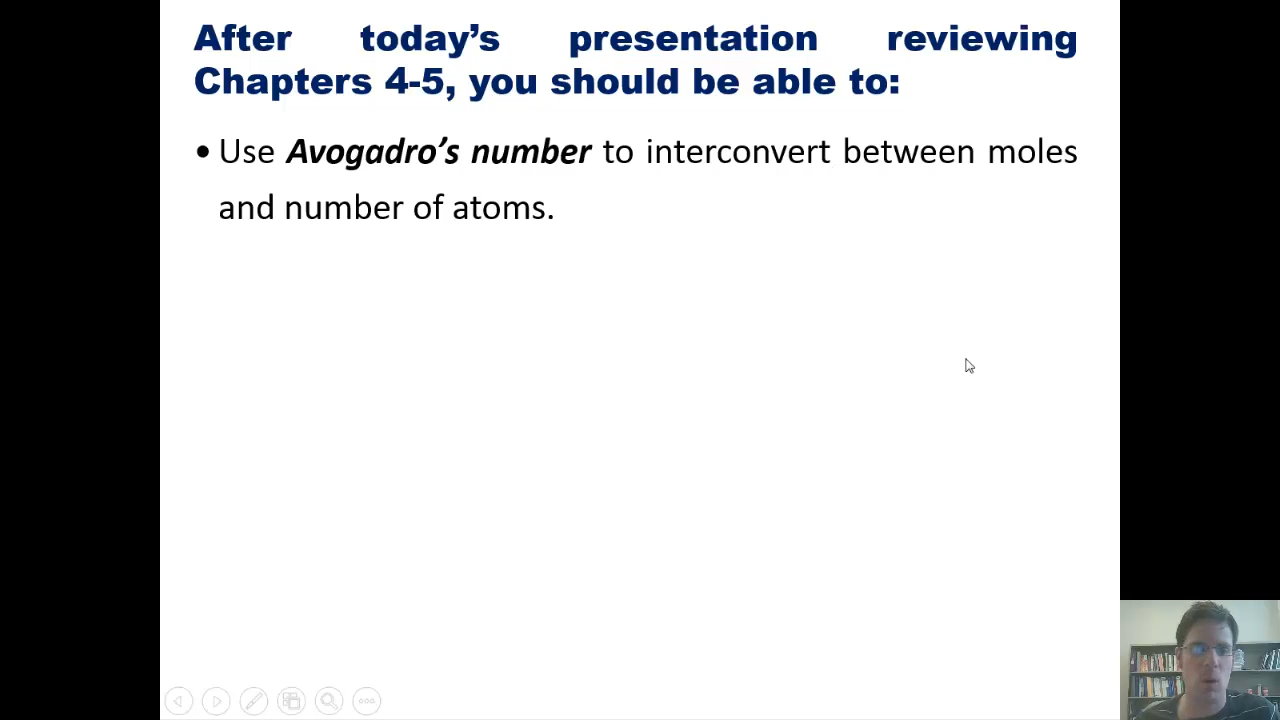 After today’s presentation reviewing
Chapters 4-5, you should be able to:
• Use Avogadro’s number to interconvert between moles
and number of atoms.